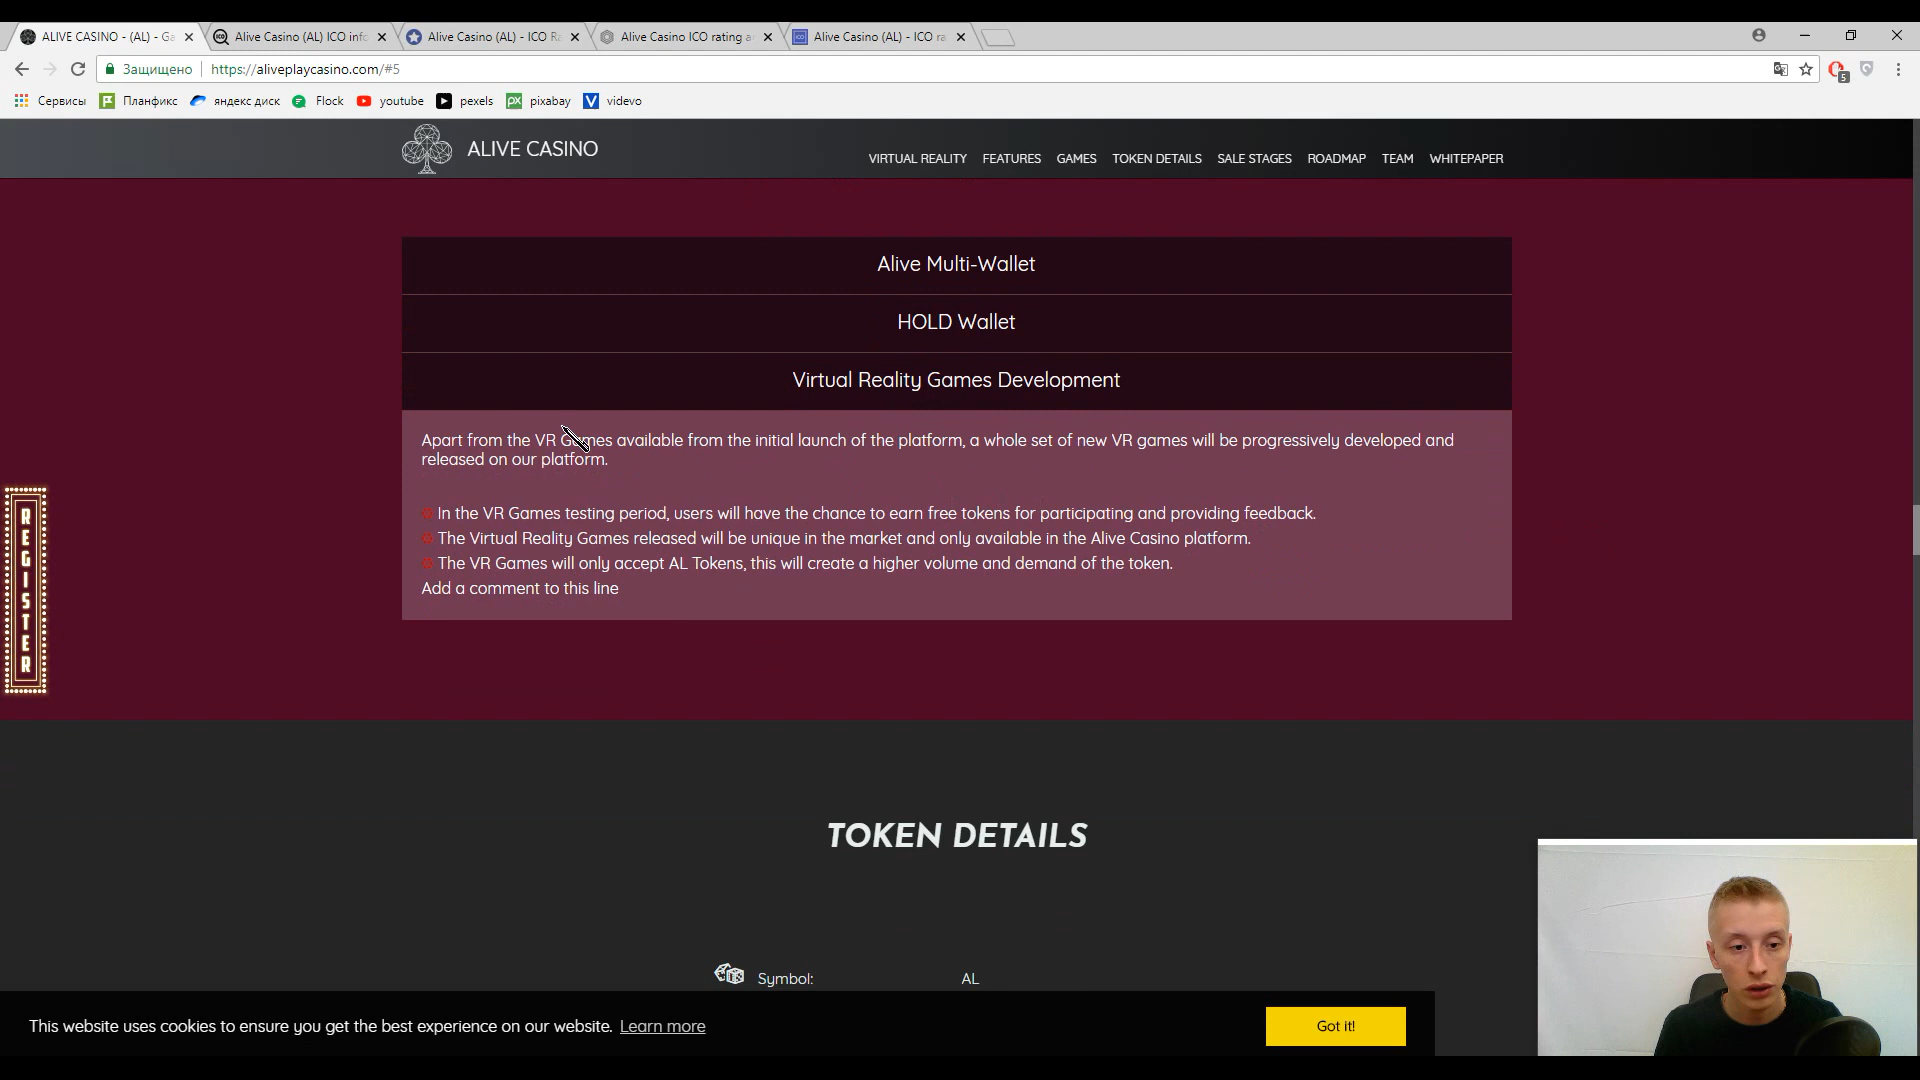 ALIVE CASINO - (AL) - Ga
Alive Casino (AL) ICO info
Alive Casino (AL) - ICO Ra
Alive Casino ICO rating a
Alive Casino (AL) - ICO ra
Защищено
https://aliveplaycasino.com/#5
5
Сервисы
Планфикс
яндекс диск
Flock
youtube
pexels
px
pixabay
videvo
ALIVE CASINO
VIRTUAL REALITY
FEATURES
GAMES
TOKEN DETAILS
SALE STAGES
ROADMAP
TEAM
WHITEPAPER
Alive Multi-Wallet
HOLD Wallet
Virtual Reality Games Development
Apart from the VR Games available from the initial launch of the platform, a whole set of new VR games will be progressively developed and
released on our platform.
In the VR Games testing period, users will have the chance to earn free tokens for participating and providing feedback.
The Virtual Reality Games released will be unique in the market and only available in the Alive Casino platform.
The VR Games will only accept AL Tokens, this will create a higher volume and demand of the token.
Add a comment to this line
REGISTER
TOKEN DETAILS
Symbol:
AL
This website uses cookies to ensure you get the best experience on our website. Learn more
Got it!